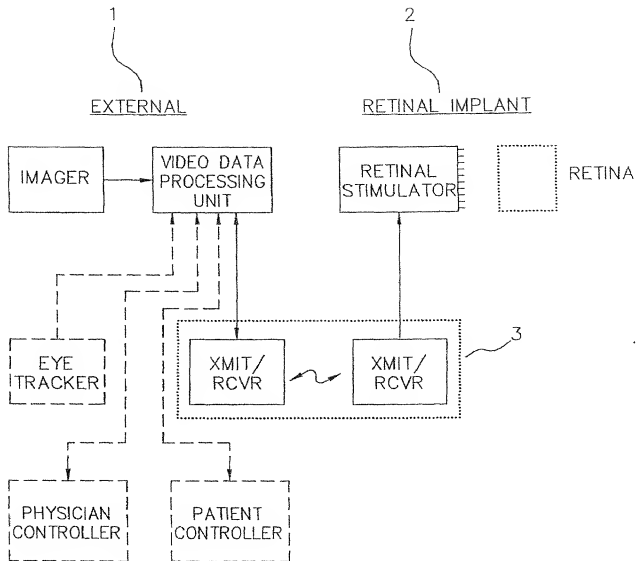 1
2
EXTERNAL
RETINAL IMPLANT
IMAGER
VIDEO DATA
PROCESSING
UNIT
RETINAL
STIMULATOR
RETINA
3
XMIT/
RCVR
XMIT/
RCVR
EYE
TRACKER
PHYSICIAN
CONTROLLER
PATIENT
CONTROLLER